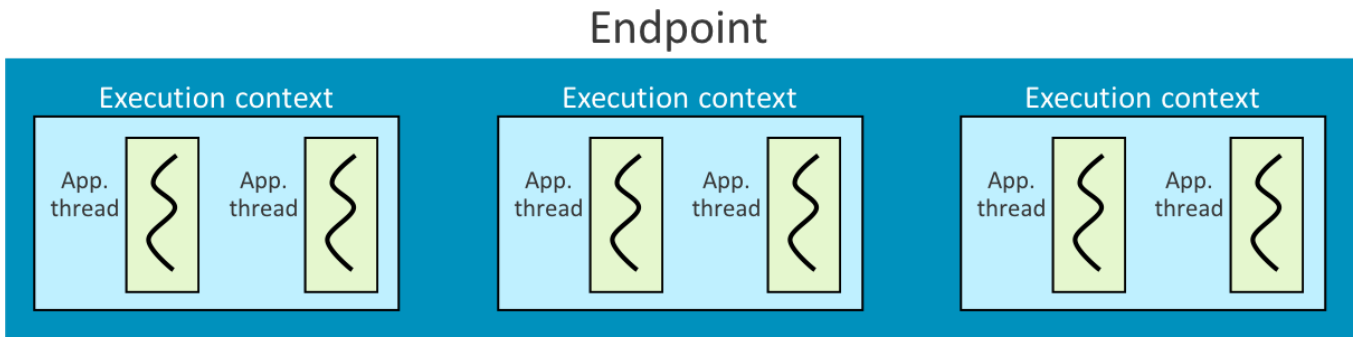 Endpoint
Execution context
Execution context
Execution context
App.
thread
App.
thread
App.
thread
App.
thread
App.
thread
App.
thread